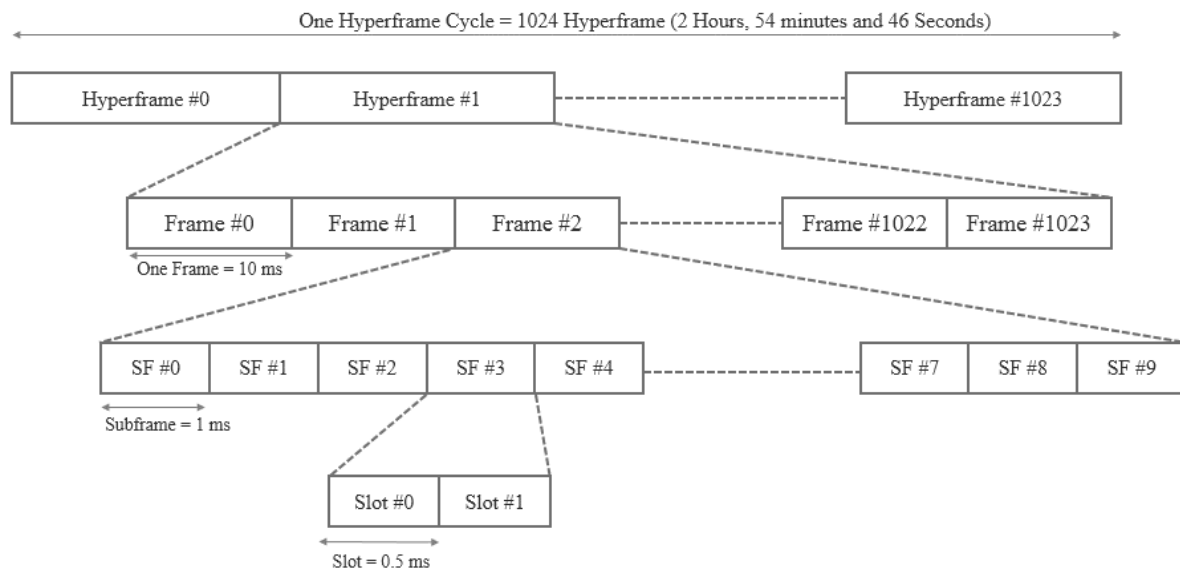 One Hyperframe Cycle = 1024 Hyperframe (2 Hours, 54 minutes and 46 Seconds)
Hyperframe #0 Hyperframe #1 Hyperframe #1023
Frame #0 Frame #1 Frame #2 Frame #1022 Frame #1023
One Frame = 10 ms
SF #0 SF #1 SF #2 SF #3 SF #4 SF #7 SF #8 SF #9
Subframe = 1 ms
Slot #0 Slot #1
Slot = 0.5 ms